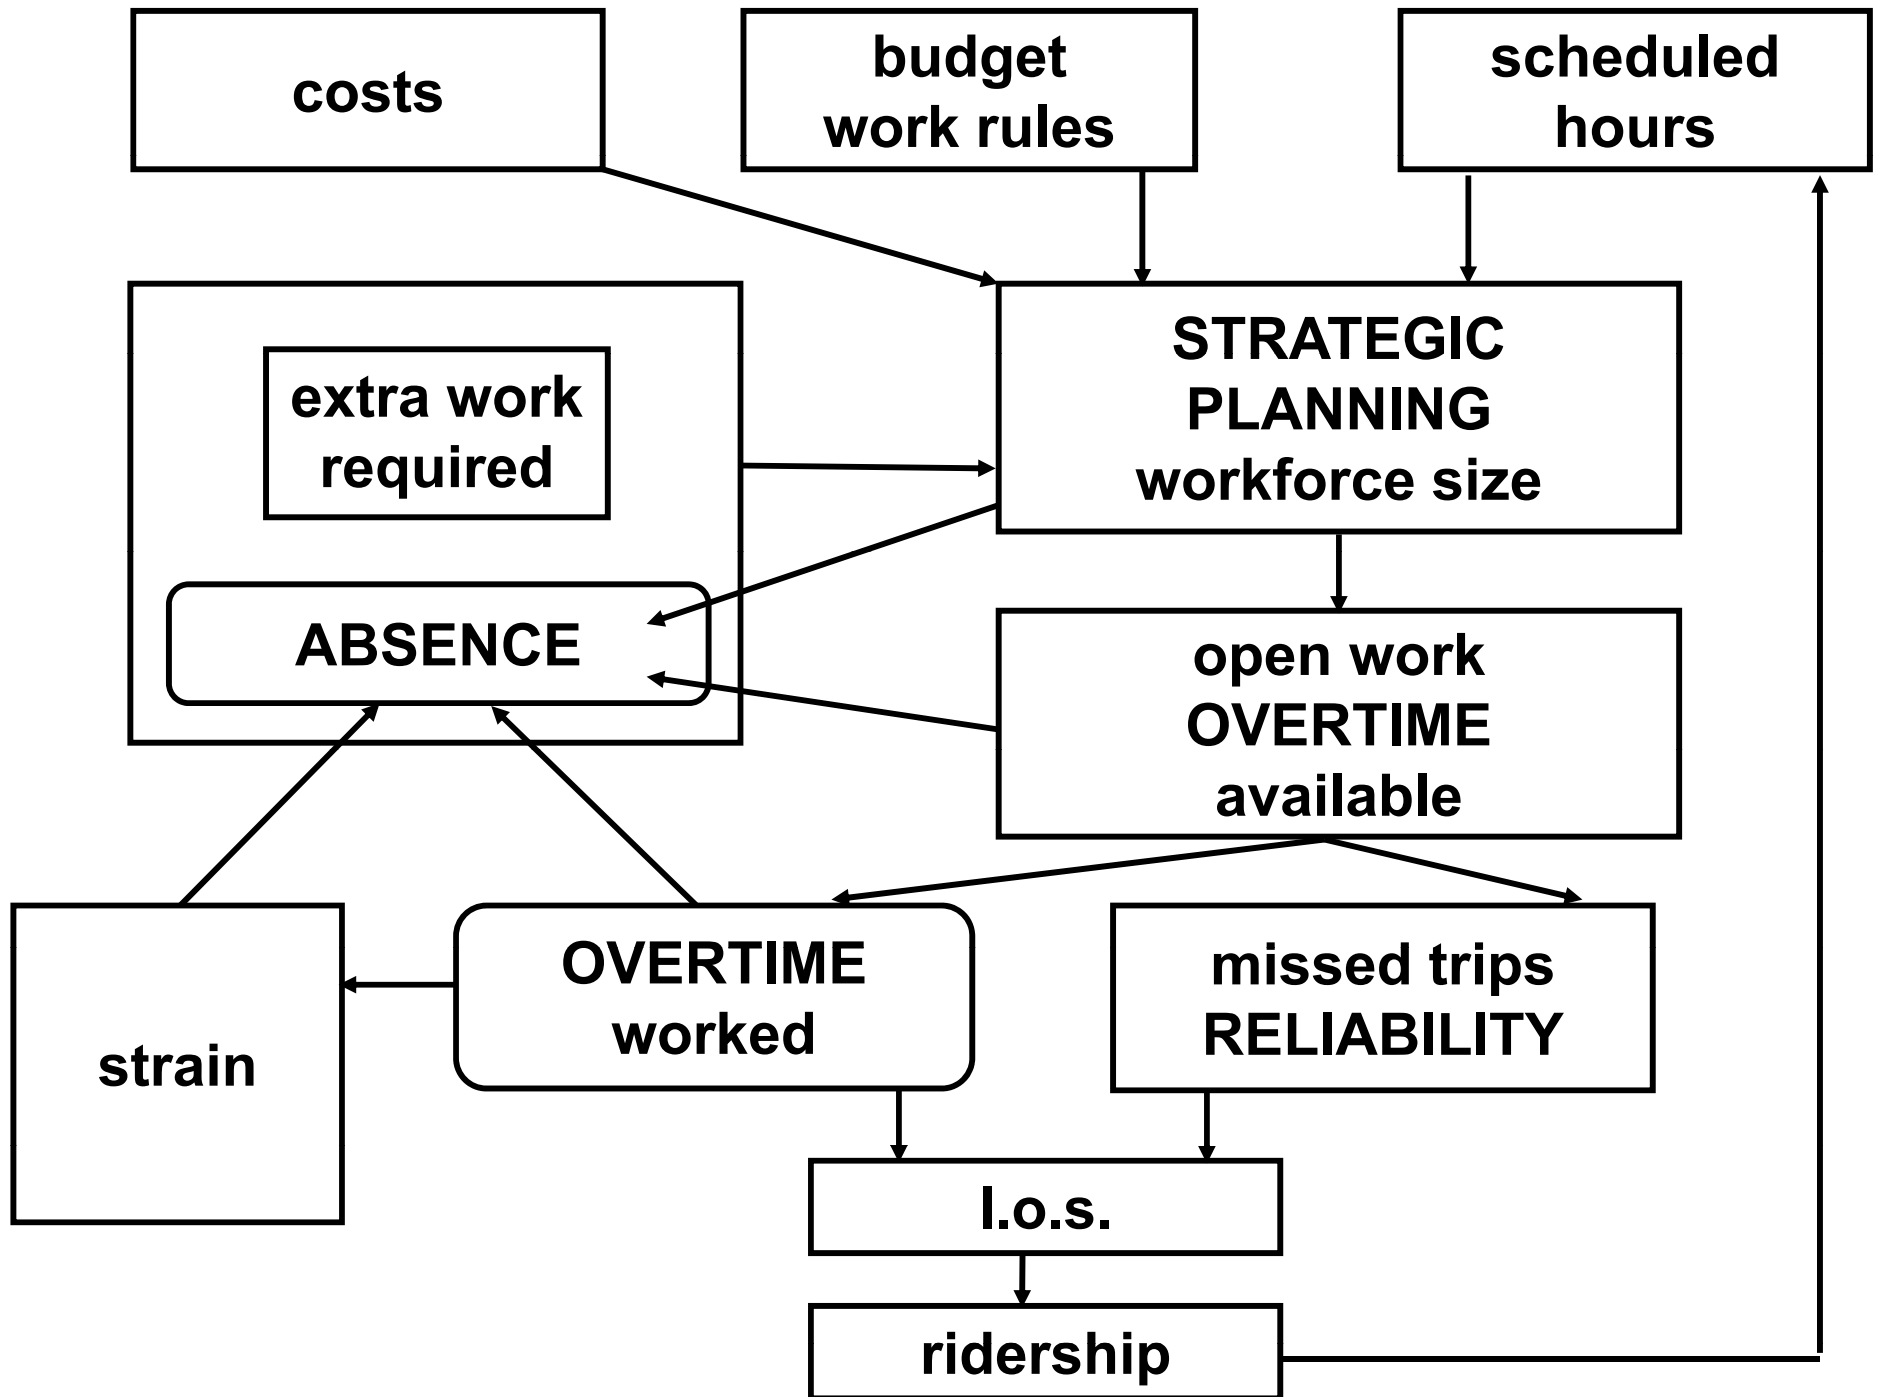 costs
budget
work rules
scheduled
hours
extra work
required
STRATEGIC
PLANNING
workforce size
ABSENCE
open work
OVERTIME
available
strain
OVERTIME
worked
missed trips
RELIABILITY
l.o.s.
ridership